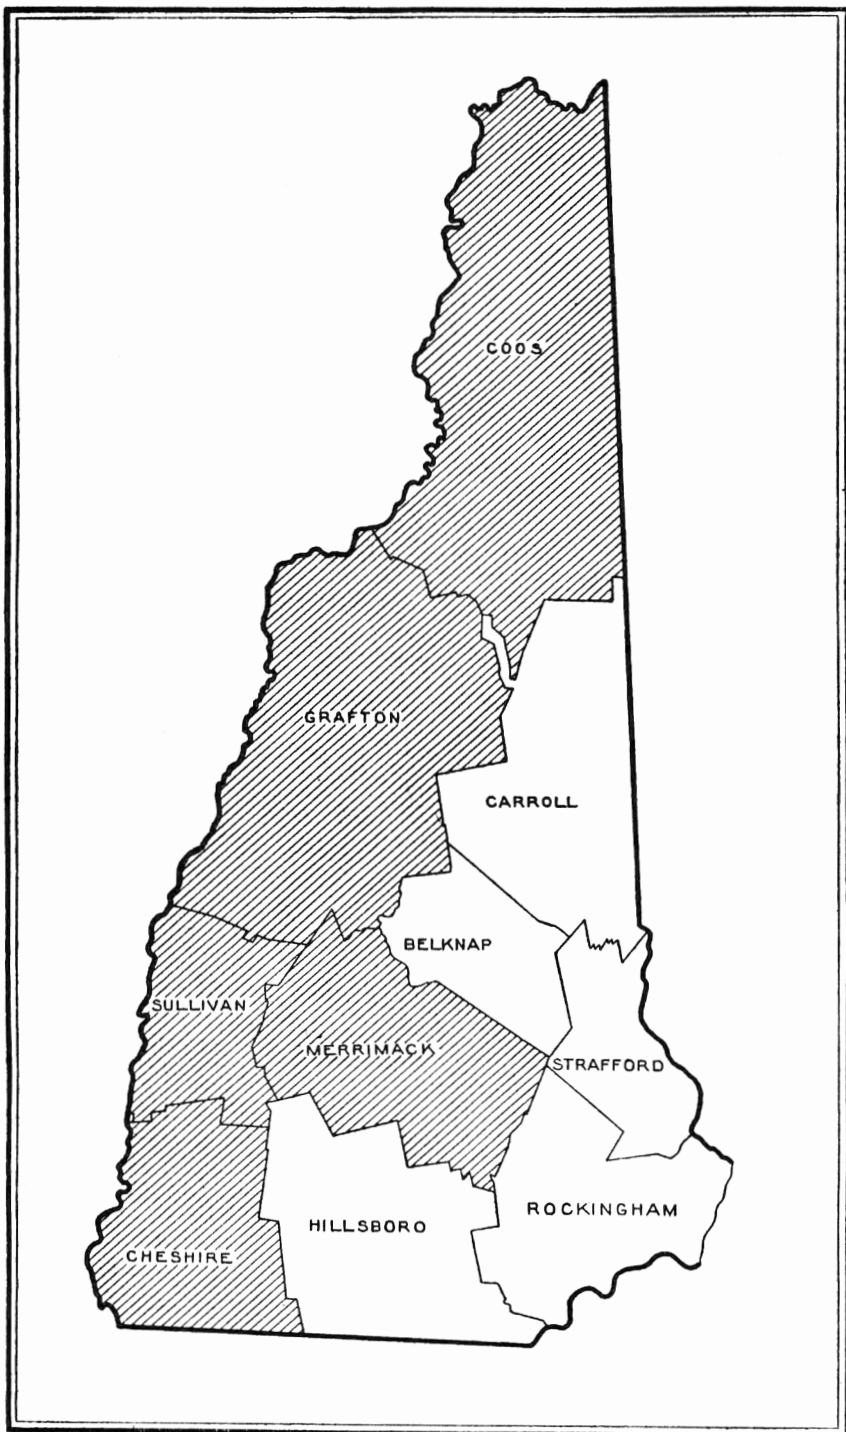 COOS
GRAFTON
CARROLL
BELKNAP
SULLIVAN
MERRIMACK
STRAFFORD
ROCKINGHAM
HILLSBORO
CHESHIRE